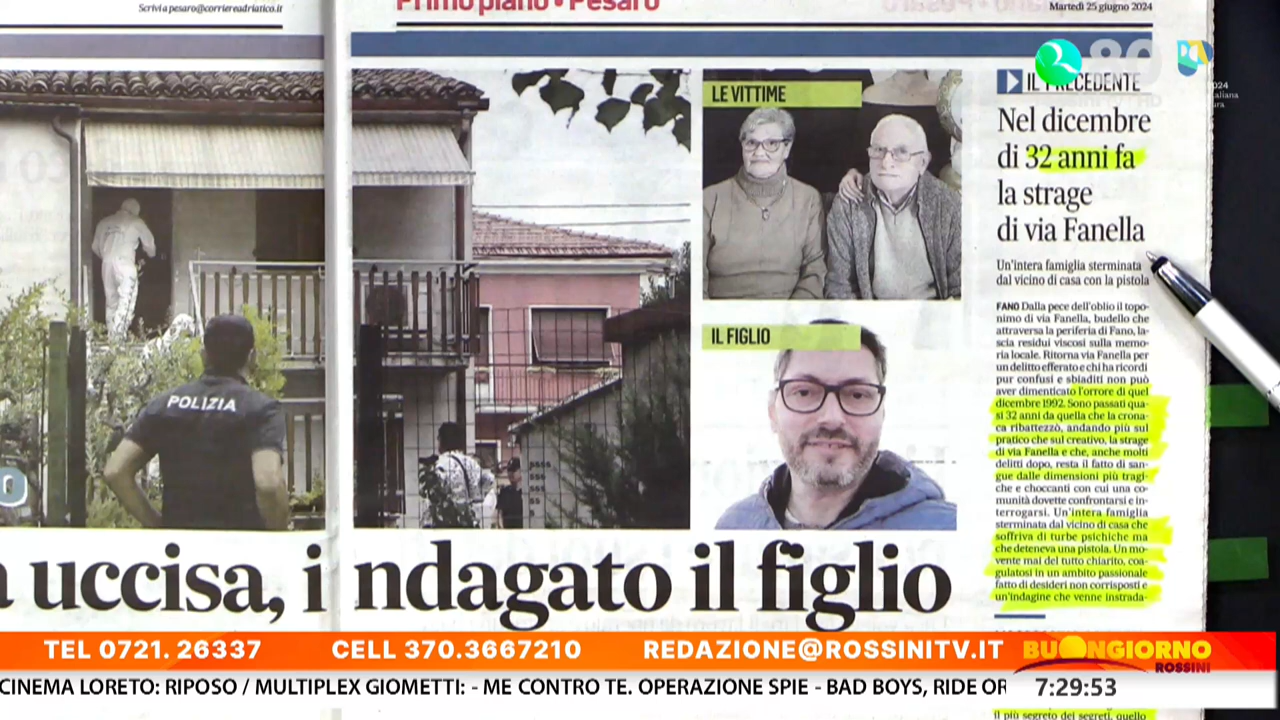 Scrivi a pesaro@corriereadriatico.it
Primo piano • Pesaro
Martedì 25 giugno 2024
80
LE VITTIME
IL PRECEDENTE
Nel dicembre
di 32 anni fa
la strage
di via Fanella
Un'intera famiglia sterminata
dal vicino di casa con la pistola
FANO Dalla pece dell'oblio il topo-
nimo di via Fanella, budello che
attraversa la periferia di Fano, la-
scia residui viscosi sulla memo-
ria locale. Ritorna via Fanella per
un delitto efferato e chi ha ricordi
pur confusi e sbiaditi non può
aver dimenticato l'orrore di quel
dicembre 1992. Sono passati qua-
si 32 anni da quella che la crona-
ca ribattezzò, andando più sul
pratico che sul creativo, la strage
di via Fanella e che, anche molti
delitti dopo, resta il fatto di san-
gue dalle dimensioni più tragi-
che e choccanti con cui una co-
munità dovette confrontarsi e in-
terrogarsi. Un'intera famiglia
sterminata dal vicino di casa che
soffriva di turbe psichiche ma
che deteneva una pistola. Un mo-
vente mai del tutto chiarito, coa-
gulatosi in un ambito passionale
fatto di desideri non corrisposti e
un'indagine che venne instrada-
IL FIGLIO
POLIZIA
a uccisa, indagato il figlio
TEL 0721. 26337 CELL 370.3667210 REDAZIONE@ROSSINITV.IT
BUONGIORNO
ROSSINI
CINEMA LORETO: RIPOSO / MULTIPLEX GIOMETTI: - ME CONTRO TE. OPERAZIONE SPIE - BAD BOYS, RIDE OR
7:29:53
il più segreto dei segreti, quello